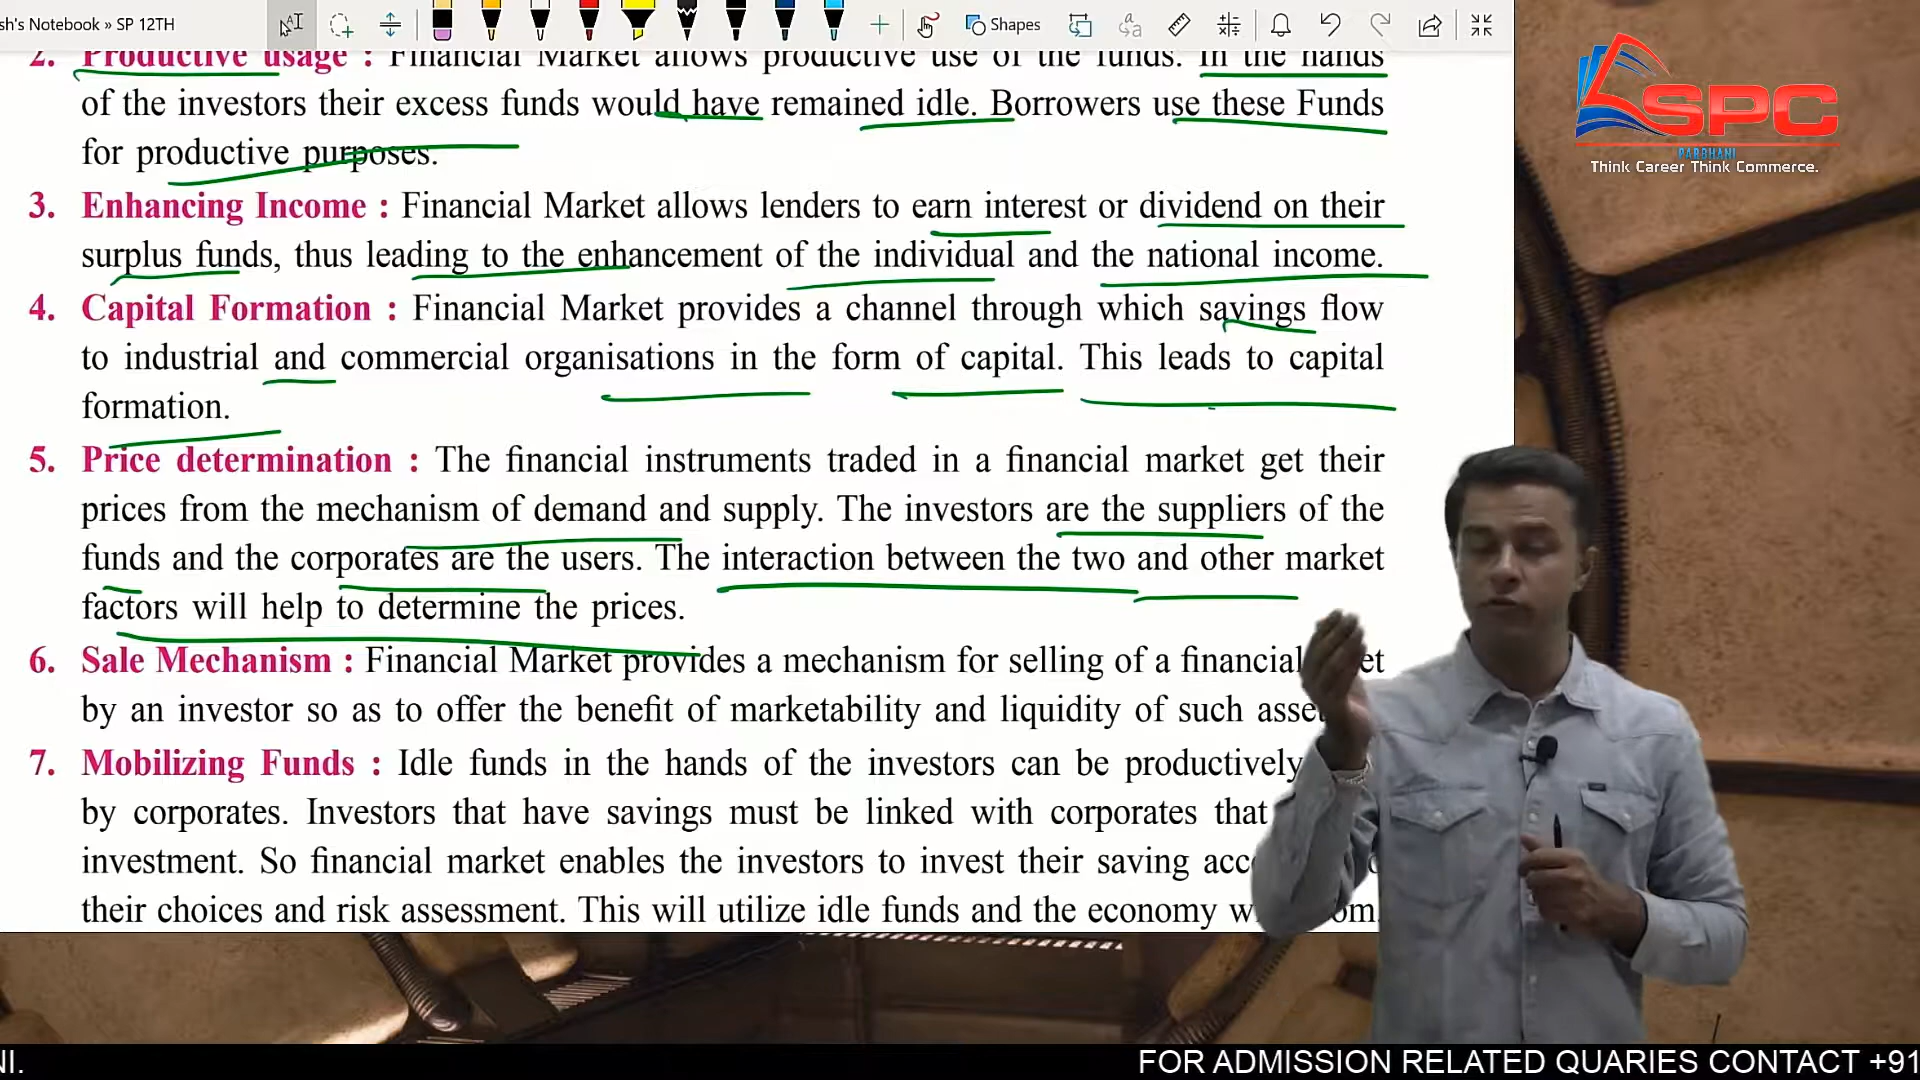 sh's Notebook » SP 12TH
Shapes
2. Productive usage : Financial Market allows productive use of the funds. In the hands
of the investors their excess funds would have remained idle. Borrowers use these Funds
for productive purposes.
3. Enhancing Income : Financial Market allows lenders to earn interest or dividend on their
surplus funds, thus leading to the enhancement of the individual and the national income.
4. Capital Formation : Financial Market provides a channel through which savings flow
to industrial and commercial organisations in the form of capital. This leads to capital
formation.
5. Price determination : The financial instruments traded in a financial market get their
prices from the mechanism of demand and supply. The investors are the suppliers of the
funds and the corporates are the users. The interaction between the two and other market
factors will help to determine the prices.
6. Sale Mechanism : Financial Market provides a mechanism for selling of a financial
by an investor so as to offer the benefit of marketability and liquidity of such
7. Mobilizing Funds : Idle funds in the hands of the investors can be productively
by corporates. Investors that have savings must be linked with corporates that
investment. So financial market enables the investors to invest their saving
their choices and risk assessment. This will utilize idle funds and the economy
SPC
PARBHANI
Think Career Think Commerce.
NI.
FOR ADMISSION RELATED QUARIES CONTACT +91